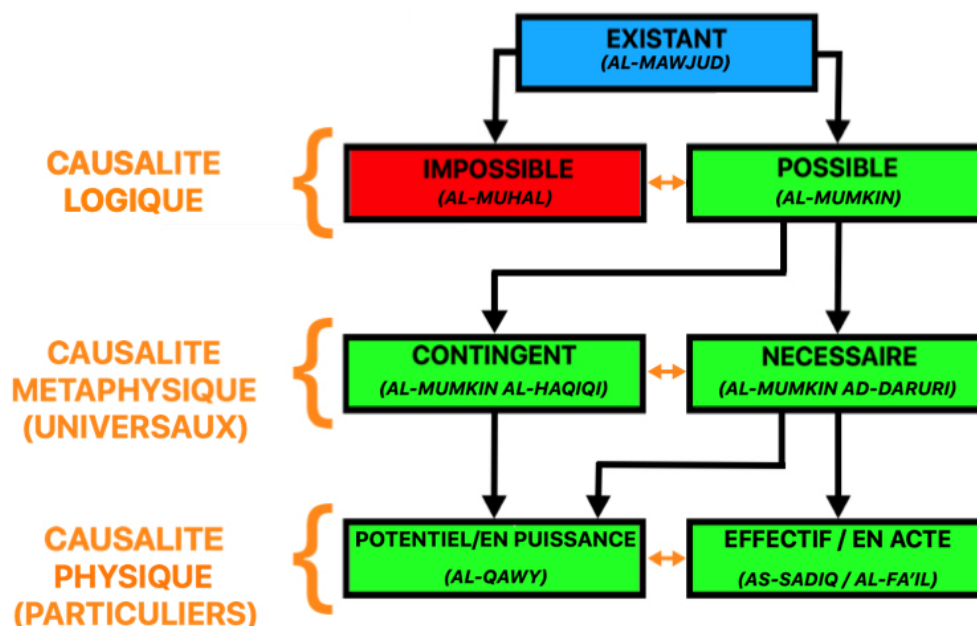 EXISTANT
(AL-MAWJUD)
CAUSALITE
LOGIQUE
IMPOSSIBLE
(AL-MUHAL)
POSSIBLE
(AL-MUMKIN)
CAUSALITE
METAPHYSIQUE
(UNIVERSAUX)
CONTINGENT
(AL-MUMKIN AL-HAQIQI)
NECESSAIRE
(AL-MUMKIN AD-DARURI)
CAUSALITE
PHYSIQUE
(PARTICULIERS)
POTENTIEL/EN PUISSANCE
(AL-QAWY)
EFFECTIF / EN ACTE
(AS-SADIQ / AL-FA'IL)